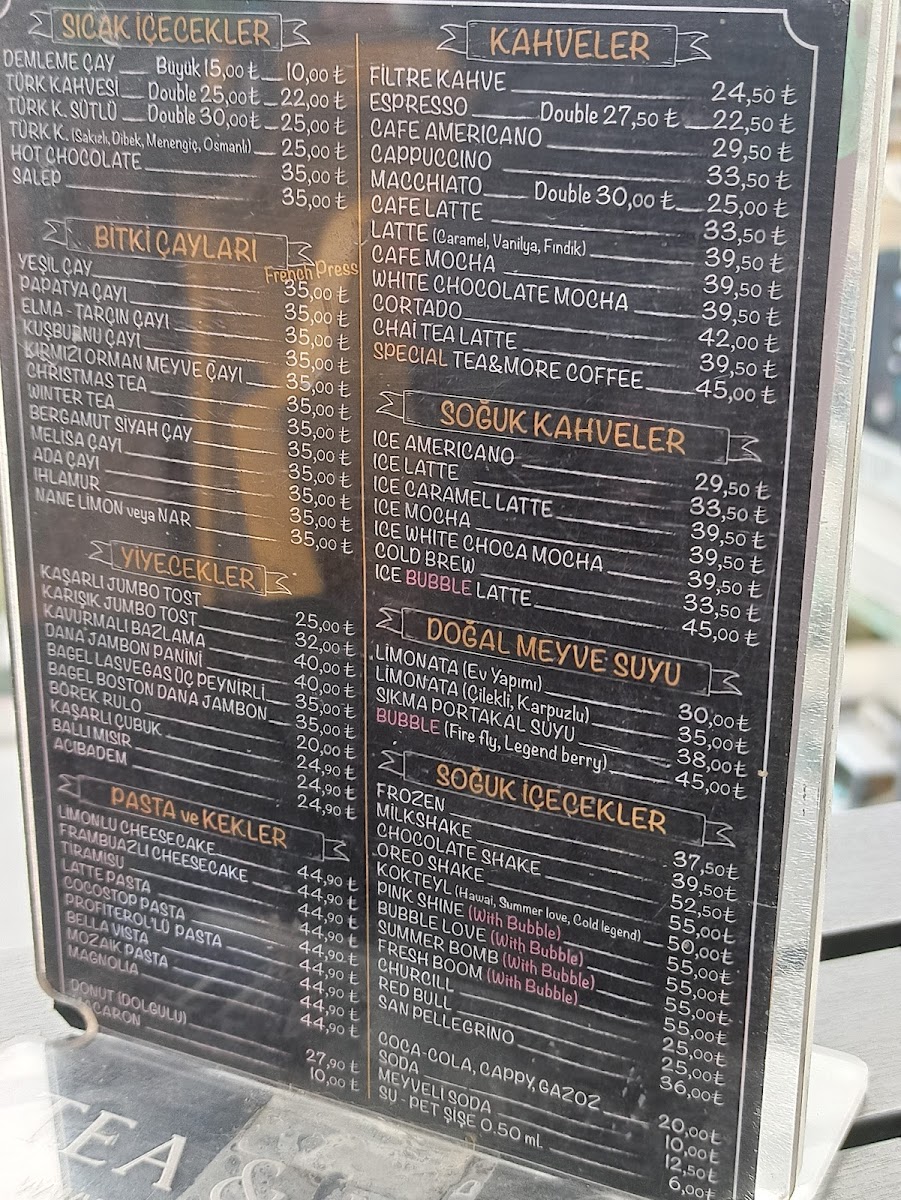 SICAK İÇECEKLER
DEMLEME ÇAY Büyük 15,00 ₺ 10,00 ₺
TÜRK KAHVESİ Double 25,00 ₺ 22,00 ₺
TÜRK K. SÜTLÜ Double 30,00 ₺ 25,00 ₺
TÜRK K. (Sakızlı, Dibek, Menengiç, Osmanlı) 25,00 ₺
HOT CHOCOLATE 35,00 ₺
SALEP 35,00 ₺
BİTKİ ÇAYLARI
French Press
YEŞİL ÇAY 35,00 ₺
PAPATYA ÇAYI 35,00 ₺
ELMA - TARÇIN ÇAYI 35,00 ₺
KUŞBURNU ÇAYI 35,00 ₺
KIRMIZI ORMAN MEYVE ÇAYI 35,00 ₺
CHRISTMAS TEA 35,00 ₺
WINTER TEA 35,00 ₺
BERGAMUT SİYAH ÇAY 35,00 ₺
MELİSA ÇAYI 35,00 ₺
ADA ÇAYI 35,00 ₺
IHLAMUR 35,00 ₺
NANE LİMON veya NAR 35,00 ₺
YİYECEKLER
KAŞARLI JUMBO TOST 25,00 ₺
KARIŞIK JUMBO TOST 32,00 ₺
KAVURMALI BAZLAMA 40,00 ₺
DANA JAMBON PANİNİ 40,00 ₺
BAGEL LASVEGAS ÜÇ PEYNİRLİ 35,00 ₺
BAGEL BOSTON DANA JAMBON 35,00 ₺
BÖREK RULO 20,00 ₺
KAŞARLI ÇUBUK 24,90 ₺
BALLI MISIR 24,90 ₺
ACIBADEM 24,90 ₺
PASTA ve KEKLER
LİMONLU CHEESECAKE 44,90 ₺
FRAMBUAZLI CHEESECAKE 44,90 ₺
TİRAMİSU 44,90 ₺
LATTE PASTA 44,90 ₺
COCOSTOP PASTA 44,90 ₺
PROFİTEROL'LÜ PASTA 44,90 ₺
BELLA VISTA 44,90 ₺
MOZAİK PASTA 44,90 ₺
MAGNOLIA 44,90 ₺
DONUT (DOLGULU) 27,90 ₺
MACARON 10,00 ₺
KAHVELER
FİLTRE KAHVE 24,50 ₺
ESPRESSO Double 27,50 ₺ 22,50 ₺
CAFE AMERICANO 29,50 ₺
CAPPUCCINO 33,50 ₺
MACCHIATO Double 30,00 ₺ 25,00 ₺
CAFE LATTE 33,50 ₺
LATTE (Caramel, Vanilya, Fındık) 39,50 ₺
CAFE MOCHA 39,50 ₺
WHITE CHOCOLATE MOCHA 39,50 ₺
CORTADO 42,00 ₺
CHAI TEA LATTE 39,50 ₺
SPECIAL TEA&MORE COFFEE 45,00 ₺
SOĞUK KAHVELER
ICE AMERICANO 29,50 ₺
ICE LATTE 33,50 ₺
ICE CARAMEL LATTE 39,50 ₺
ICE MOCHA 39,50 ₺
ICE WHITE CHOCA MOCHA 39,50 ₺
COLD BREW 33,50 ₺
ICE BUBBLE LATTE 45,00 ₺
DOĞAL MEYVE SUYU
LİMONATA (Ev Yapımı) 30,00 ₺
LİMONATA (Çilekli, Karpuzlu) 35,00 ₺
SIKMA PORTAKAL SUYU 38,00 ₺
BUBBLE (Fire fly, Legend berry) 45,00 ₺
SOĞUK İÇEÇEKLER
FROZEN 37,50 ₺
MİLKSHAKE 39,50 ₺
CHOCOLATE SHAKE 52,50 ₺
OREO SHAKE 55,00 ₺
KOKTEYL (Hawai, Summer love, Cold legend) 50,00 ₺
PINK SHINE (With Bubble) 55,00 ₺
BUBBLE LOVE (With Bubble) 55,00 ₺
SUMMER BOMB (With Bubble) 55,00 ₺
FRESH BOOM (With Bubble) 55,00 ₺
CHURCILL 25,00 ₺
RED BULL 25,00 ₺
SAN PELLEGRİNO 36,00 ₺
COCA-COLA, CAPPY, GAZOZ 20,00 ₺
SODA 10,00 ₺
MEYVELİ SODA 12,50 ₺
SU - PET ŞİŞE 0.50 ml. 6,00 ₺
TEA &